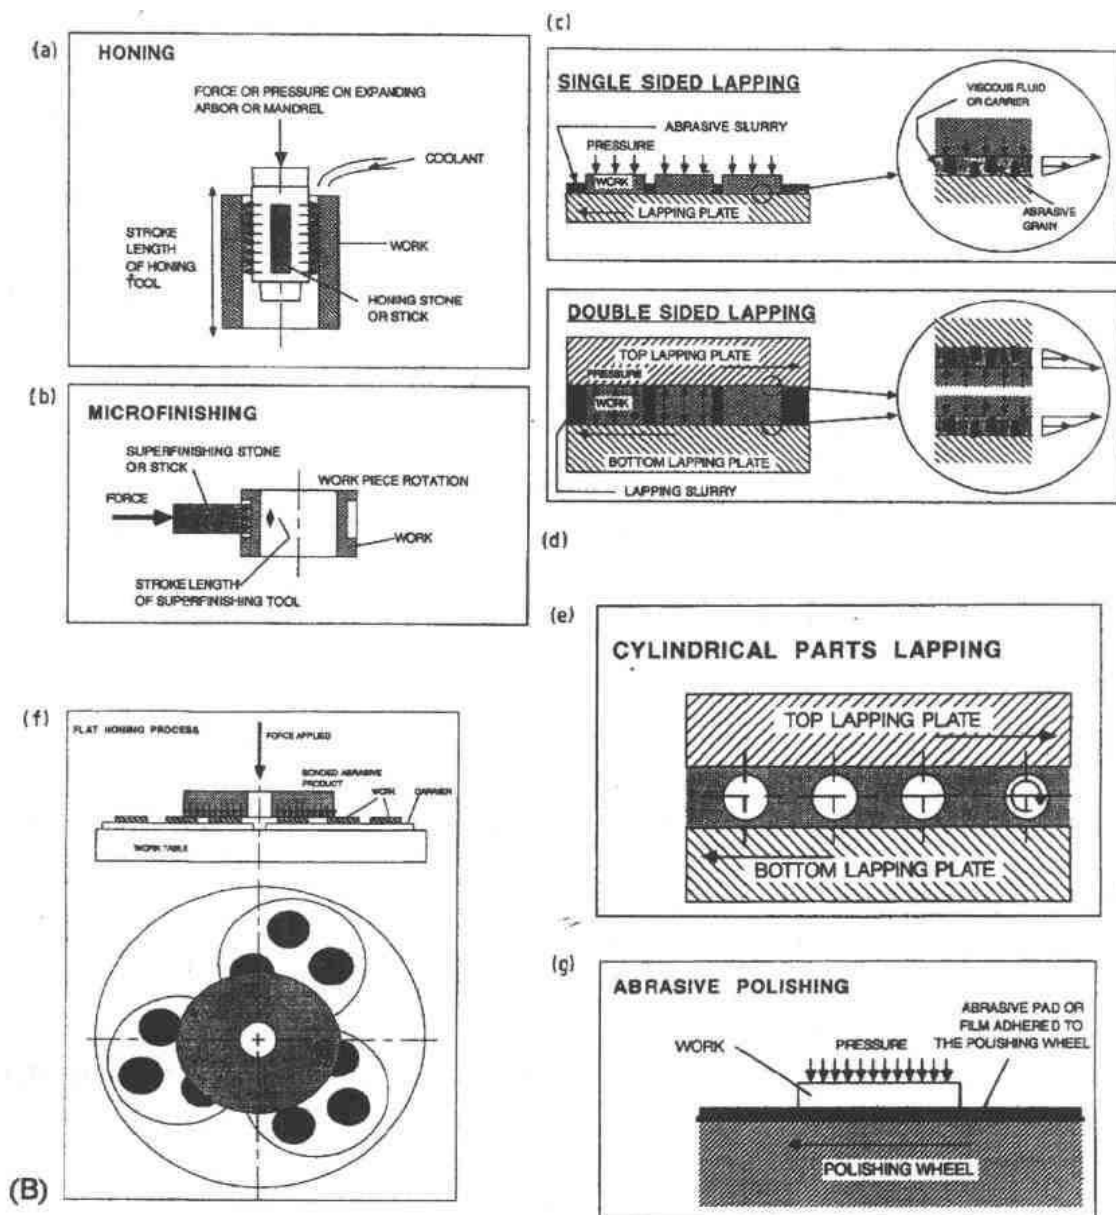 (a)
HONING
FORCE OR PRESSURE ON EXPANDING
ARBOR OR MANDREL
COOLANT
STROKE
LENGTH
OF HONING
TOOL
WORK
HONING STONE
OR STICK
(b)
MICROFINISHING
SUPERFINISHING STONE
OR STICK
WORK PIECE ROTATION
FORCE
WORK
STROKE LENGTH
OF SUPERFINISHING TOOL
(c)
SINGLE SIDED LAPPING
VISCOUS FLUID
OR CARRIER
ABRASIVE SLURRY
PRESSURE
WORK
LAPPING PLATE
ABRASIVE
GRAIN
DOUBLE SIDED LAPPING
TOP LAPPING PLATE
PRESSURE
WORK
BOTTOM LAPPING PLATE
LAPPING SLURRY
(d)
(e)
CYLINDRICAL PARTS LAPPING
TOP LAPPING PLATE
BOTTOM LAPPING PLATE
(f)
FLAT HONING PROCESS
FORCE APPLIED
BONDED ABRASIVE
PRODUCT
WORK
CARRIER
WORK TABLE
(B)
(g)
ABRASIVE POLISHING
ABRASIVE PAD OR
FILM ADHERED TO
THE POLISHING WHEEL
WORK
PRESSURE
POLISHING WHEEL